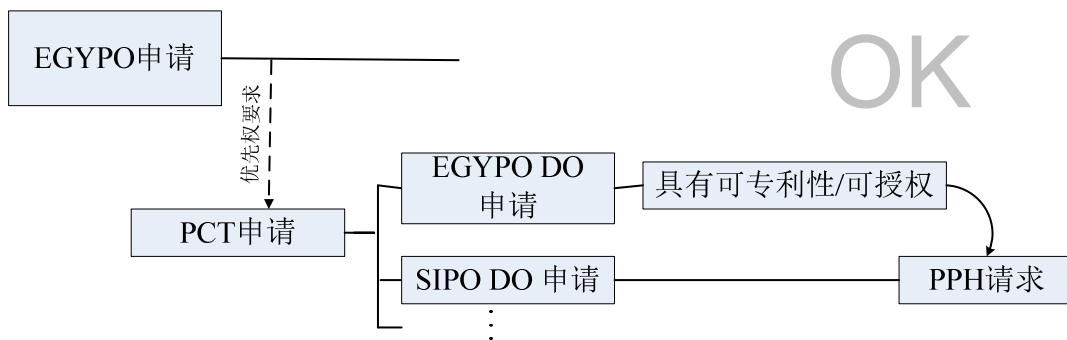 EGYPO申请
OK
优先权要求
EGYPO DO
申请
具有可专利性/可授权
PCT申请
SIPO DO 申请
PPH请求